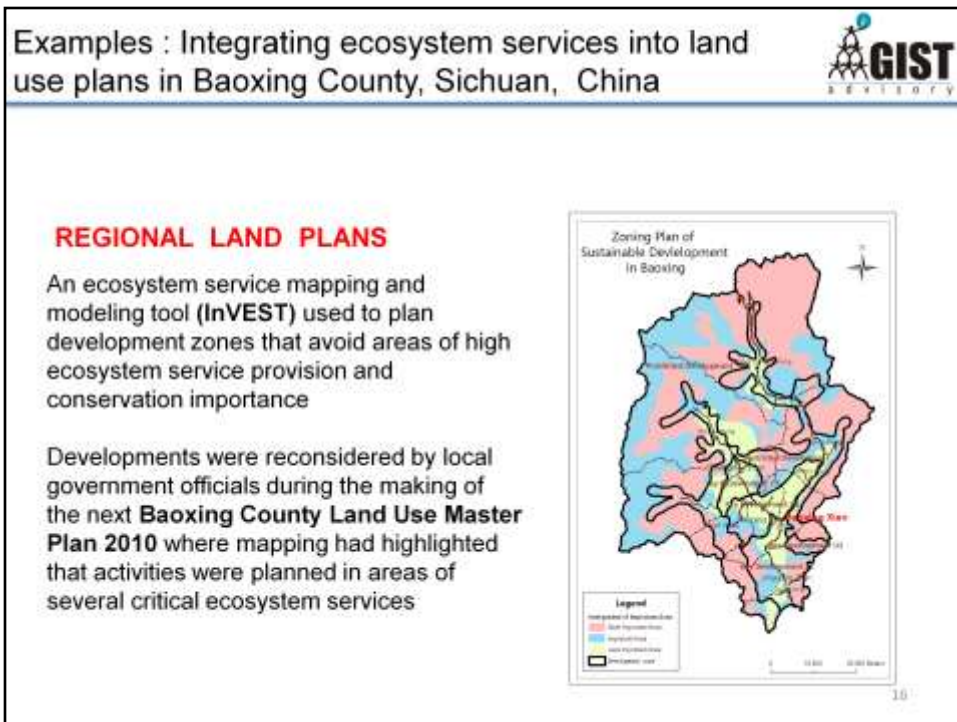 Examples : Integrating ecosystem services into land
use plans in Baoxing County, Sichuan, China
GIST
advisory
REGIONAL LAND PLANS
An ecosystem service mapping and
modeling tool (InVEST) used to plan
development zones that avoid areas of high
ecosystem service provision and
conservation importance
Developments were reconsidered by local
government officials during the making of
the next Baoxing County Land Use Master
Plan 2010 where mapping had highlighted
that activities were planned in areas of
several critical ecosystem services
Zoning Plan of
Sustainable Devlelopment
in Baoxing
Legend
16